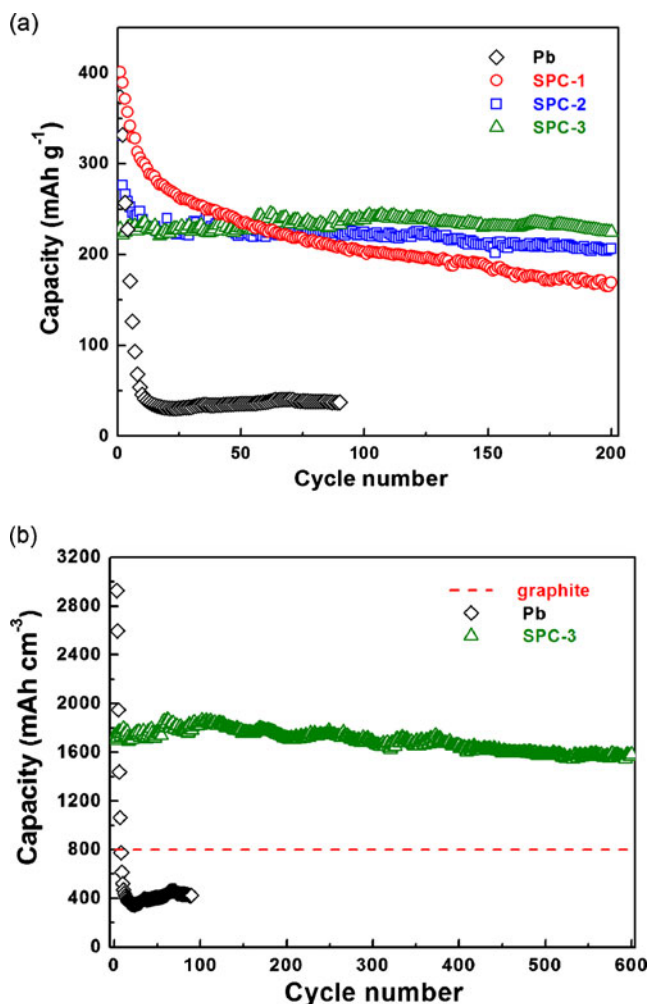 (a)
Capacity (mAh g⁻¹)
400
300
200
100
0
Pb
SPC-1
SPC-2
SPC-3
0 50 100 150 200
Cycle number
(b)
Capacity (mAh cm⁻³)
3200
2800
2400
2000
1600
1200
800
400
0
graphite
Pb
SPC-3
0 100 200 300 400 500 600
Cycle number